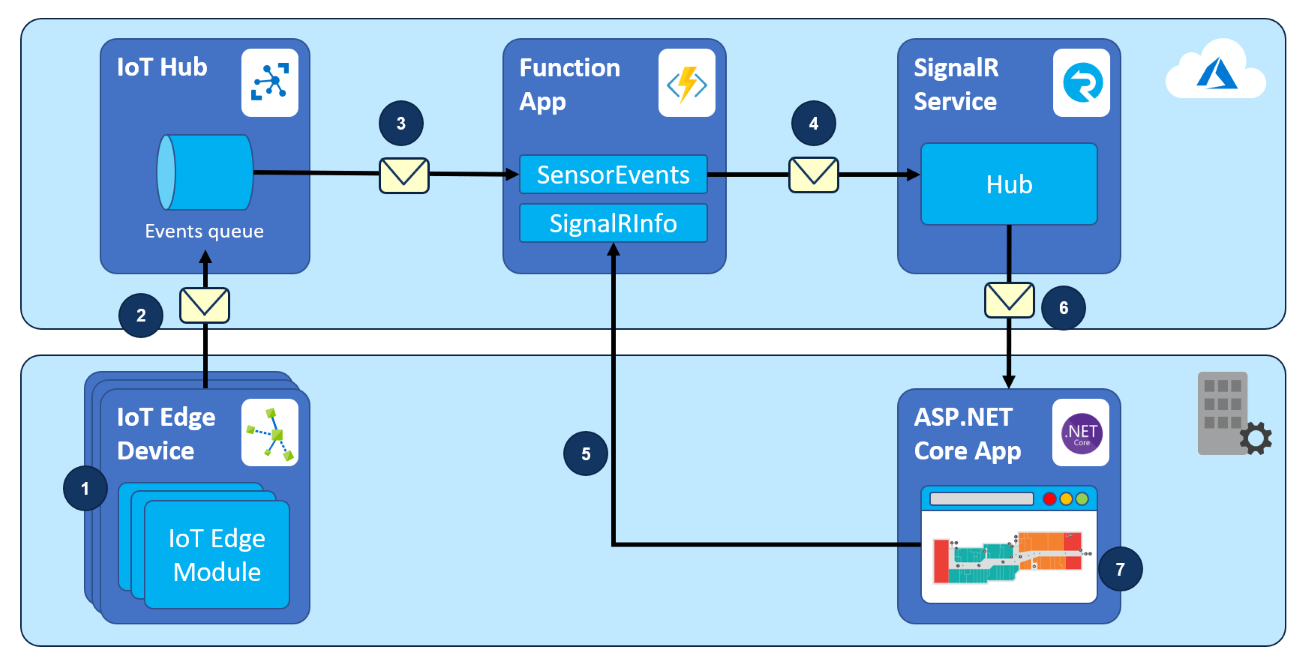 IoT Hub
Events queue
Function
App
SensorEvents
SignalRInfo
SignalR
Service
Hub
3
4
2
6
IoT Edge
Device
IoT Edge
Module
1
5
ASP.NET
Core App
.NET
Core
7